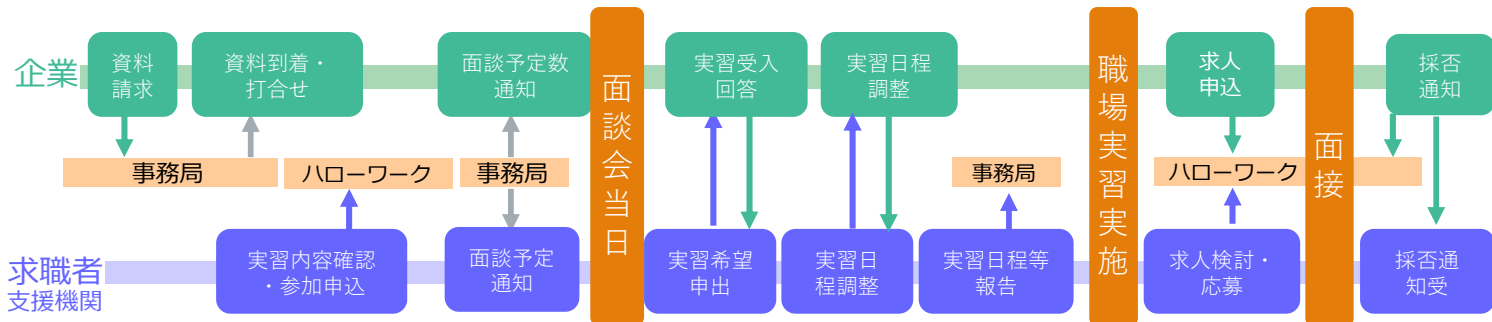 企業
資料
請求
資料到着・
打合せ
面談予定数
通知
面談会当日
実習受入
回答
実習日程
調整
職場実習実施
求人
申込
面接
採否
通知
事務局
ハローワーク
事務局
事務局
ハローワーク
求職者
支援機関
実習内容確認
・参加申込
面談予定
通知
実習希望
申出
実習日
程調整
実習日程等
報告
求人検討・
応募
採否通
知受